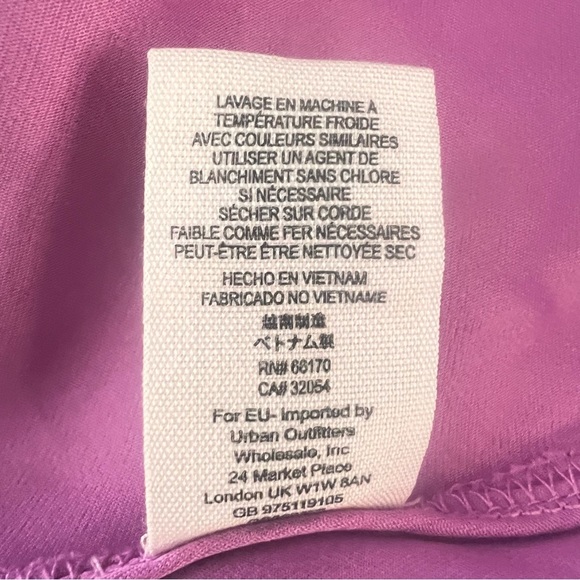 LAVAGE EN MACHINE À
TEMPÉRATURE FROIDE
AVEC COULEURS SIMILAIRES
UTILISER UN AGENT DE
BLANCHIMENT SANS CHLORE
SI NÉCESSAIRE
SÉCHER SUR CORDE
FAIBLE COMME FER NÉCESSAIRES
PEUT-ÊTRE ÊTRE NETTOYÉE SEC
HECHO EN VIETNAM
FABRICADO NO VIETNAME
越南制造
ベトナム製
RN# 66170
CA# 32054
For EU- Imported by
Urban Outfitters
Wholesale, Inc
24 Market Place
London UK W1W 8AN
GB 975119105